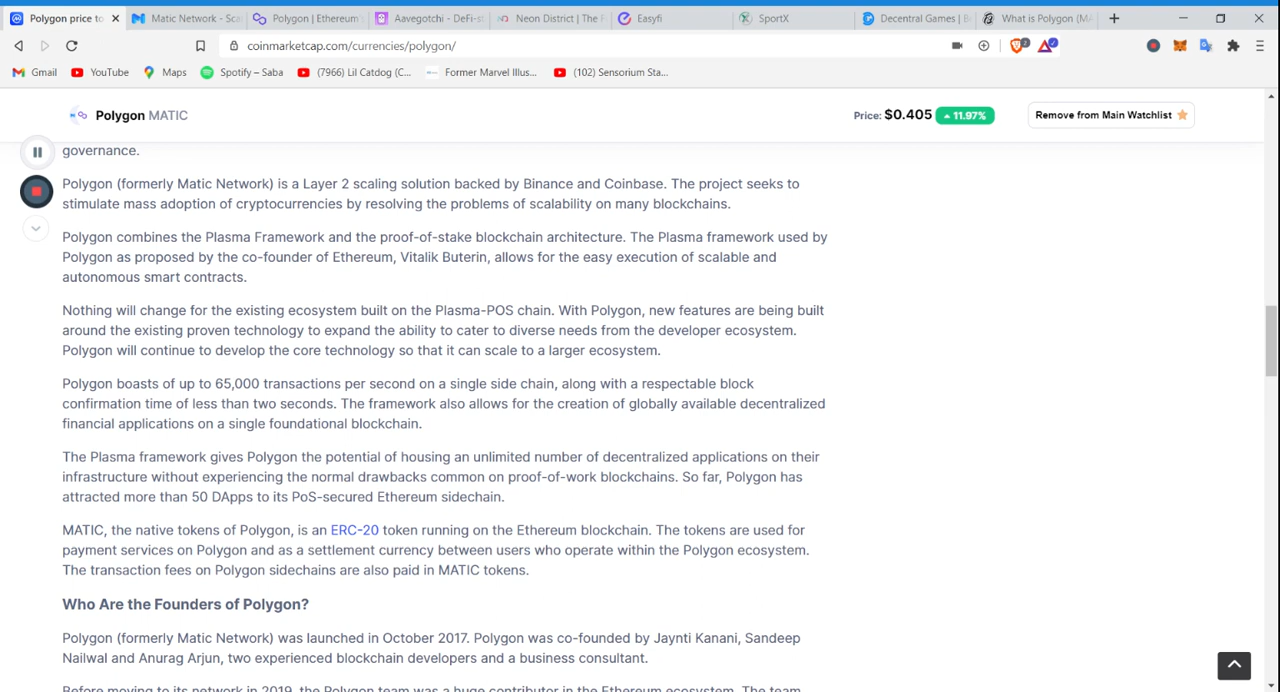 Polygon price to
Matic Network - Sca
Polygon | Ethereum
Aavegotchi - DeFi-st
Neon District | The F
Easyfi
SportX
Decentral Games | B
What is Polygon (MA
coinmarketcap.com/currencies/polygon/
2
Gmail
YouTube
Maps
Spotify – Saba
(7966) Lil Catdog (C...
Former Marvel Illus...
(102) Sensorium Sta...
Polygon MATIC
Price: $0.405
11.97%
Remove from Main Watchlist
governance.
Polygon (formerly Matic Network) is a Layer 2 scaling solution backed by Binance and Coinbase. The project seeks to
stimulate mass adoption of cryptocurrencies by resolving the problems of scalability on many blockchains.
Polygon combines the Plasma Framework and the proof-of-stake blockchain architecture. The Plasma framework used by
Polygon as proposed by the co-founder of Ethereum, Vitalik Buterin, allows for the easy execution of scalable and
autonomous smart contracts.
Nothing will change for the existing ecosystem built on the Plasma-POS chain. With Polygon, new features are being built
around the existing proven technology to expand the ability to cater to diverse needs from the developer ecosystem.
Polygon will continue to develop the core technology so that it can scale to a larger ecosystem.
Polygon boasts of up to 65,000 transactions per second on a single side chain, along with a respectable block
confirmation time of less than two seconds. The framework also allows for the creation of globally available decentralized
financial applications on a single foundational blockchain.
The Plasma framework gives Polygon the potential of housing an unlimited number of decentralized applications on their
infrastructure without experiencing the normal drawbacks common on proof-of-work blockchains. So far, Polygon has
attracted more than 50 DApps to its PoS-secured Ethereum sidechain.
MATIC, the native tokens of Polygon, is an ERC-20 token running on the Ethereum blockchain. The tokens are used for
payment services on Polygon and as a settlement currency between users who operate within the Polygon ecosystem.
The transaction fees on Polygon sidechains are also paid in MATIC tokens.
Who Are the Founders of Polygon?
Polygon (formerly Matic Network) was launched in October 2017. Polygon was co-founded by Jaynti Kanani, Sandeep
Nailwal and Anurag Arjun, two experienced blockchain developers and a business consultant.
Before moving to its network in 2019, the Polygon team was a huge contributor in the Ethereum ecosystem. The team